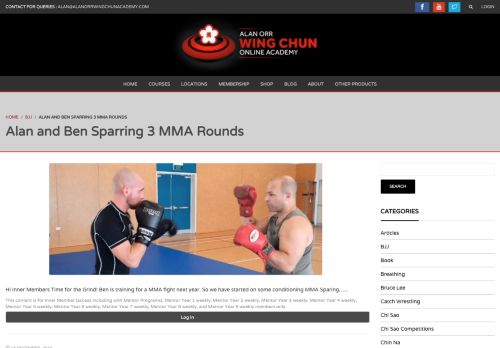 CONTACT FOR QUERIES : ALAN@ALANORRWINGCHUNACADEMY.COM
LOGIN
ALAN ORR
WING CHUN
ONLINE ACADEMY
HOME COURSES LOCATIONS MEMBERSHIP SHOP BLOG ABOUT OTHER PRODUCTS
HOME / BJJ / ALAN AND BEN SPARRING 3 MMA ROUNDS
Alan and Ben Sparring 3 MMA Rounds
Hi Inner Members Time for the Grind! Ben is training for a MMA fight next year. So we have started on some conditioning MMA Sparing.…..
This content is for Inner Member (access including with Mentor Programs), Mentor Year 1 weekly, Mentor Year 2 weekly, Mentor Year 3 weekly, Mentor Year 4 weekly,
Mentor Year 5 weekly, Mentor Year 6 weekly, Mentor Year 7 weekly, Mentor Year 8 weekly, and Mentor Year 9 weekly members only.
Log In
SEARCH
CATEGORIES
Articles
BJJ
Book
Breathing
Bruce Lee
Catch Wrestling
Chi Sao
Chi Sao Competitions
Chin Na